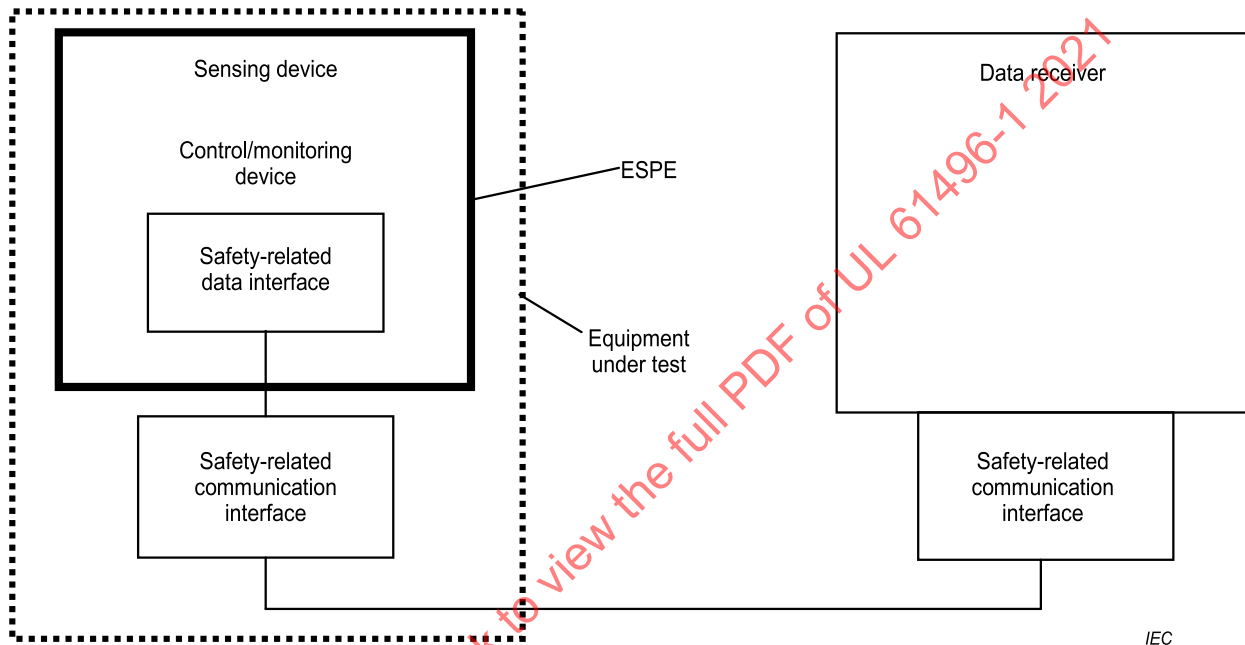 Sensing device
Control/monitoring
device
Safety-related
data interface
ESPE
Equipment
under test
Safety-related
communication
interface
Data receiver
Safety-related
communication
interface
to view the full PDF of UL 61496-1 2021
IEC